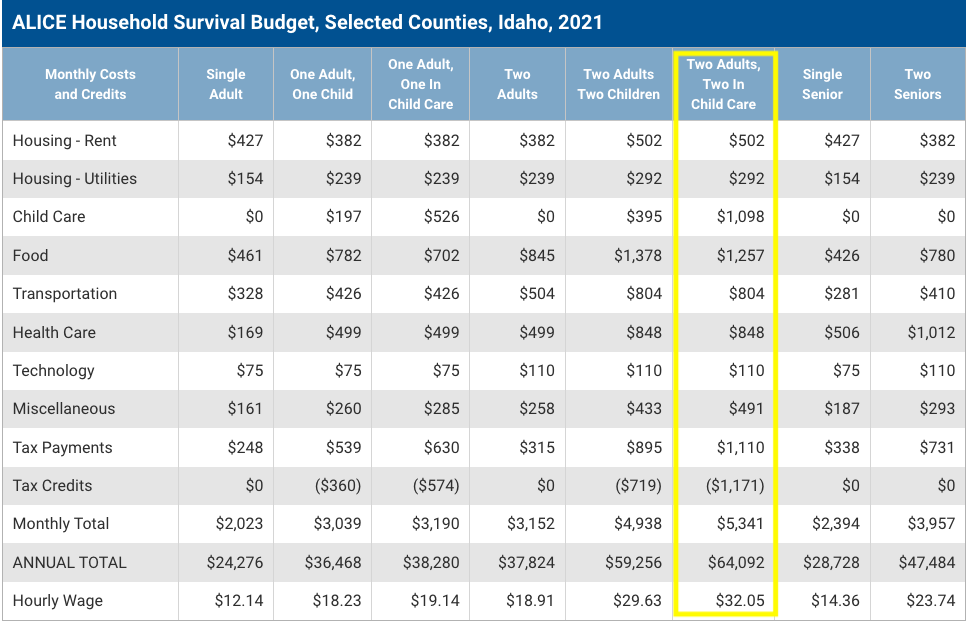 ALICE Household Survival Budget, Selected Counties, Idaho, 2021
Monthly Costs and Credits | Single Adult | One Adult, One Child | One Adult, One In Child Care | Two Adults | Two Adults Two Children | Two Adults, Two In Child Care | Single Senior | Two Seniors
Housing - Rent $427 $382 $382 $382 $502 $502 $427 $382
Housing - Utilities $154 $239 $239 $239 $292 $292 $154 $239
Child Care $0 $197 $526 $0 $395 $1,098 $0 $0
Food $461 $782 $702 $845 $1,378 $1,257 $426 $780
Transportation $328 $426 $426 $504 $804 $804 $281 $410
Health Care $169 $499 $499 $499 $848 $848 $506 $1,012
Technology $75 $75 $75 $110 $110 $110 $75 $110
Miscellaneous $161 $260 $285 $258 $433 $491 $187 $293
Tax Payments $248 $539 $630 $315 $895 $1,110 $338 $731
Tax Credits $0 ($360) ($574) $0 ($719) ($1,171) $0 $0
Monthly Total $2,023 $3,039 $3,190 $3,152 $4,938 $5,341 $2,394 $3,957
ANNUAL TOTAL $24,276 $36,468 $38,280 $37,824 $59,256 $64,092 $28,728 $47,484
Hourly Wage $12.14 $18.23 $19.14 $18.91 $29.63 $32.05 $14.36 $23.74